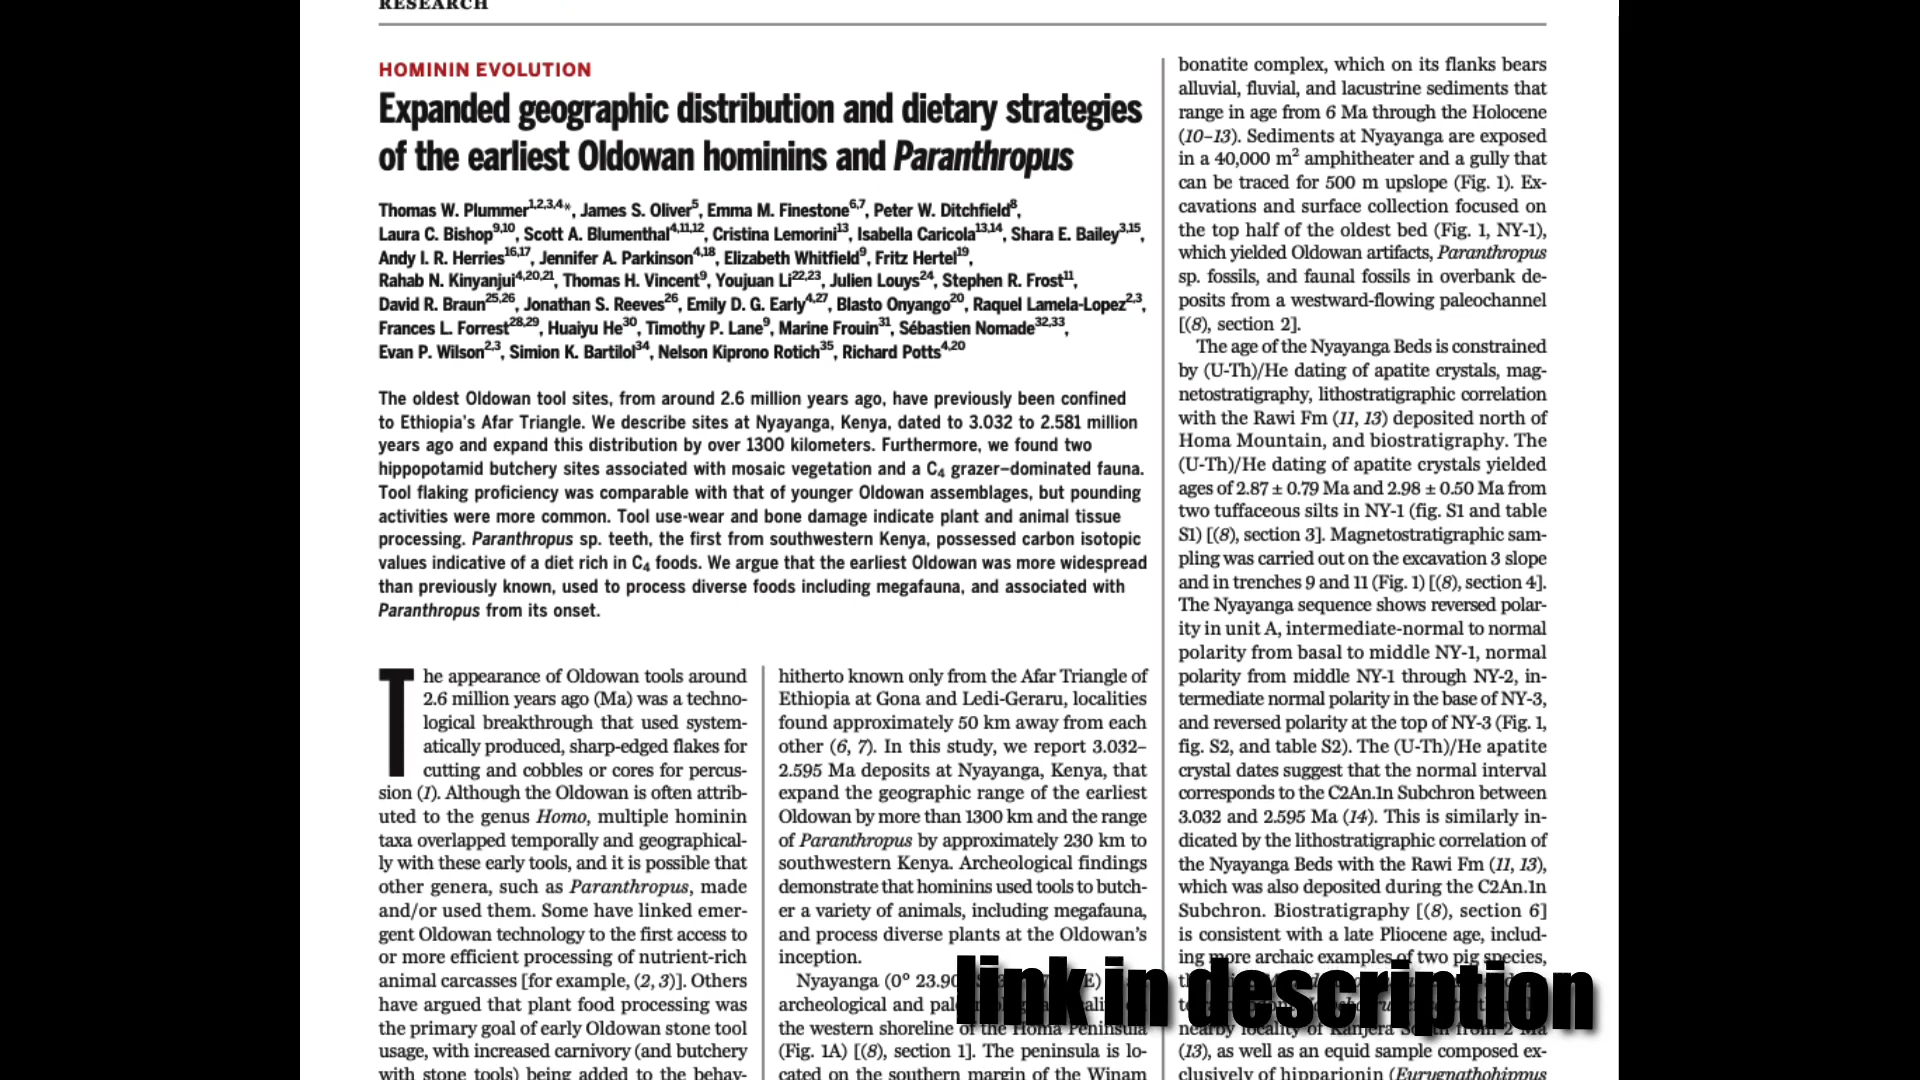 RESEARCH
HOMININ EVOLUTION
Expanded geographic distribution and dietary strategies
of the earliest Oldowan hominins and Paranthropus
Thomas W. Plummer1,2,3,4*, James S. Oliver5, Emma M. Finestone6,7, Peter W. Ditchfield8,
Laura C. Bishop9,10, Scott A. Blumenthal4,11,12, Cristina Lemorini13, Isabella Caricola13,14, Shara E. Bailey3,15,
Andy I. R. Herries16,17, Jennifer A. Parkinson4,18, Elizabeth Whitfield9, Fritz Hertel19,
Rahab N. Kinyanjui4,20,21, Thomas H. Vincent9, Youjuan Li22,23, Julien Louys24, Stephen R. Frost11,
David R. Braun25,26, Jonathan S. Reeves26, Emily D. G. Early4,27, Blasto Onyango20, Raquel Lamela-Lopez2,3,
Frances L. Forrest28,29, Huaiyu He30, Timothy P. Lane9, Marine Frouin31, Sébastien Nomade32,33,
Evan P. Wilson2,3, Simion K. Bartilol34, Nelson Kiprono Rotich35, Richard Potts4,20
The oldest Oldowan tool sites, from around 2.6 million years ago, have previously been confined
to Ethiopia's Afar Triangle. We describe sites at Nyayanga, Kenya, dated to 3.032 to 2.581 million
years ago and expand this distribution by over 1300 kilometers. Furthermore, we found two
hippopotamid butchery sites associated with mosaic vegetation and a C4 grazer–dominated fauna.
Tool flaking proficiency was comparable with that of younger Oldowan assemblages, but pounding
activities were more common. Tool use-wear and bone damage indicate plant and animal tissue
processing. Paranthropus sp. teeth, the first from southwestern Kenya, possessed carbon isotopic
values indicative of a diet rich in C4 foods. We argue that the earliest Oldowan was more widespread
than previously known, used to process diverse foods including megafauna, and associated with
Paranthropus from its onset.
The appearance of Oldowan tools around
2.6 million years ago (Ma) was a techno-
logical breakthrough that used system-
atically produced, sharp-edged flakes for
cutting and cobbles or cores for percus-
sion (1). Although the Oldowan is often attrib-
uted to the genus Homo, multiple hominin
taxa overlapped temporally and geographical-
ly with these early tools, and it is possible that
other genera, such as Paranthropus, made
and/or used them. Some have linked emer-
gent Oldowan technology to the first access to
or more efficient processing of nutrient-rich
animal carcasses [for example, (2, 3)]. Others
have argued that plant food processing was
the primary goal of early Oldowan stone tool
usage, with increased carnivory (and butchery
with stone tools) being added to the behav-
hitherto known only from the Afar Triangle of
Ethiopia at Gona and Ledi-Geraru, localities
found approximately 50 km away from each
other (6, 7). In this study, we report 3.032–
2.595 Ma deposits at Nyayanga, Kenya, that
expand the geographic range of the earliest
Oldowan by more than 1300 km and the range
of Paranthropus by approximately 230 km to
southwestern Kenya. Archeological findings
demonstrate that hominins used tools to butch-
er a variety of animals, including megafauna,
and process diverse plants at the Oldowan's
inception.
Nyayanga (0° 23.90 E)
archeological and
the western shoreline of the Homa Peninsula
(Fig. 1A) [(8), section 1]. The peninsula is lo-
cated on the southern margin of the Winam
bonatite complex, which on its flanks bears
alluvial, fluvial, and lacustrine sediments that
range in age from 6 Ma through the Holocene
(10–13). Sediments at Nyayanga are exposed
in a 40,000 m2 amphitheater and a gully that
can be traced for 500 m upslope (Fig. 1). Ex-
cavations and surface collection focused on
the top half of the oldest bed (Fig. 1, NY-1),
which yielded Oldowan artifacts, Paranthropus
sp. fossils, and faunal fossils in overbank de-
posits from a westward-flowing paleochannel
[(8), section 2].
The age of the Nyayanga Beds is constrained
by (U-Th)/He dating of apatite crystals, mag-
netostratigraphy, lithostratigraphic correlation
with the Rawi Fm (11, 13) deposited north of
Homa Mountain, and biostratigraphy. The
(U-Th)/He dating of apatite crystals yielded
ages of 2.87 ± 0.79 Ma and 2.98 ± 0.50 Ma from
two tuffaceous silts in NY-1 (fig. S1 and table
S1) [(8), section 3]. Magnetostratigraphic sam-
pling was carried out on the excavation 3 slope
and in trenches 9 and 11 (Fig. 1) [(8), section 4].
The Nyayanga sequence shows reversed polar-
ity in unit A, intermediate-normal to normal
polarity from basal to middle NY-1, normal
polarity from middle NY-1 through NY-2, in-
termediate normal polarity in the base of NY-3,
and reversed polarity at the top of NY-3 (Fig. 1,
fig. S2, and table S2). The (U-Th)/He apatite
crystal dates suggest that the normal interval
corresponds to the C2An.1n Subchron between
3.032 and 2.595 Ma (14). This is similarly in-
dicated by the lithostratigraphic correlation of
the Nyayanga Beds with the Rawi Fm (11, 13),
which was also deposited during the C2An.1n
Subchron. Biostratigraphy [(8), section 6]
is consistent with a late Pliocene age, includ-
ing more archaic examples of two pig species,
nearby locality of Kanjera South from 2 Ma
(13), as well as an equid sample composed ex-
clusively of hipparionin (Eurygnathohippus
link in description